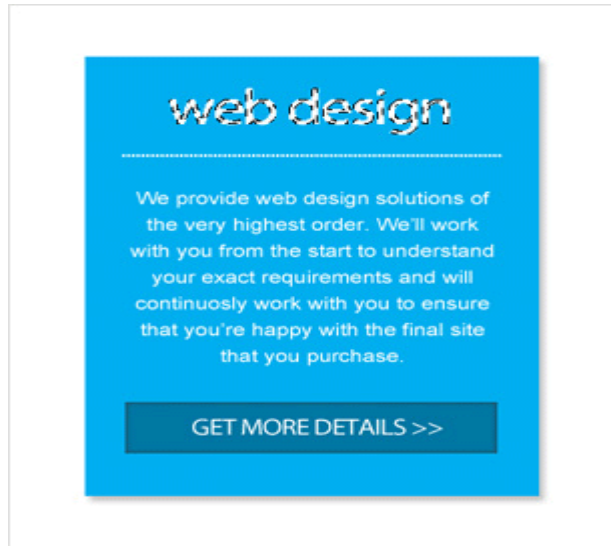 web design
We provide web design solutions of
the very highest order. We'll work
with you from the start to understand
your exact requirements and will
continuosly work with you to ensure
that you're happy with the final site
that you purchase.
GET MORE DETAILS >>